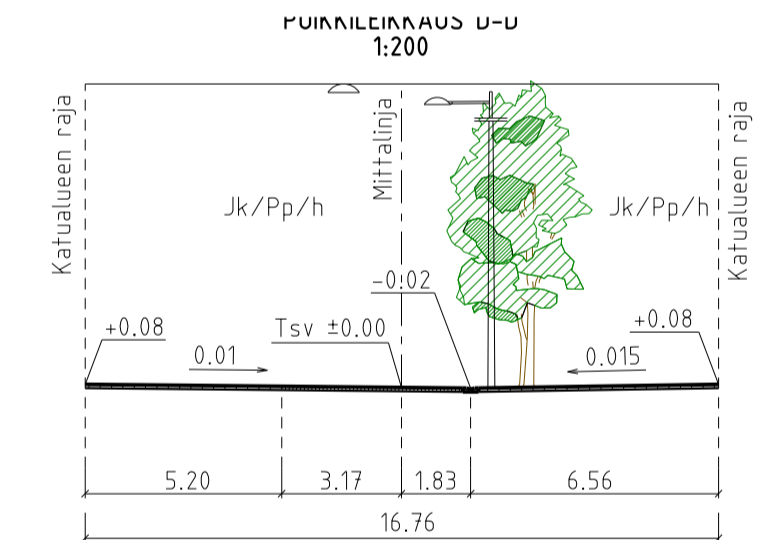 POIKKILEIKKAUS D-D
1:200
Katualueen raja
Mittalinja
Katualueen raja
Jk/Pp/h
Jk/Pp/h
-0.02
+0.08
Tsv ±0.00
+0.08
0.01
0.015
5.20
3.17
1.83
6.56
16.76